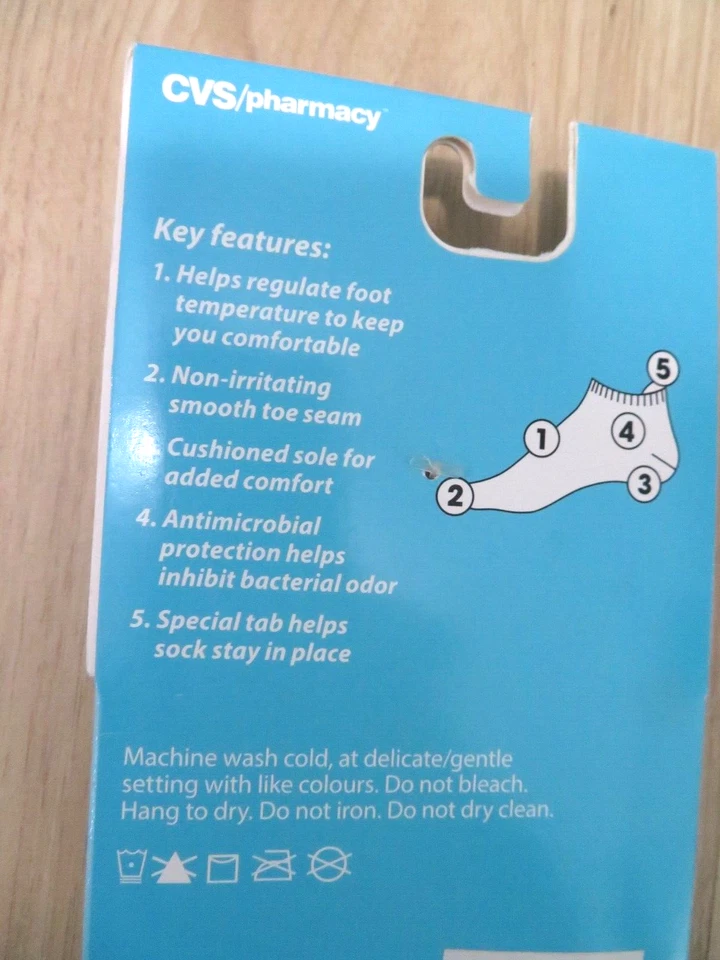 CVS/pharmacy™
Key features:
1. Helps regulate foot
temperature to keep
you comfortable
2. Non-irritating
smooth toe seam
Cushioned sole for
added comfort
4. Antimicrobial
protection helps
inhibit bacterial odor
5. Special tab helps
sock stay in place
5
1
4
2
3
Machine wash cold, at delicate/gentle
setting with like colours. Do not bleach.
Hang to dry. Do not iron. Do not dry clean.